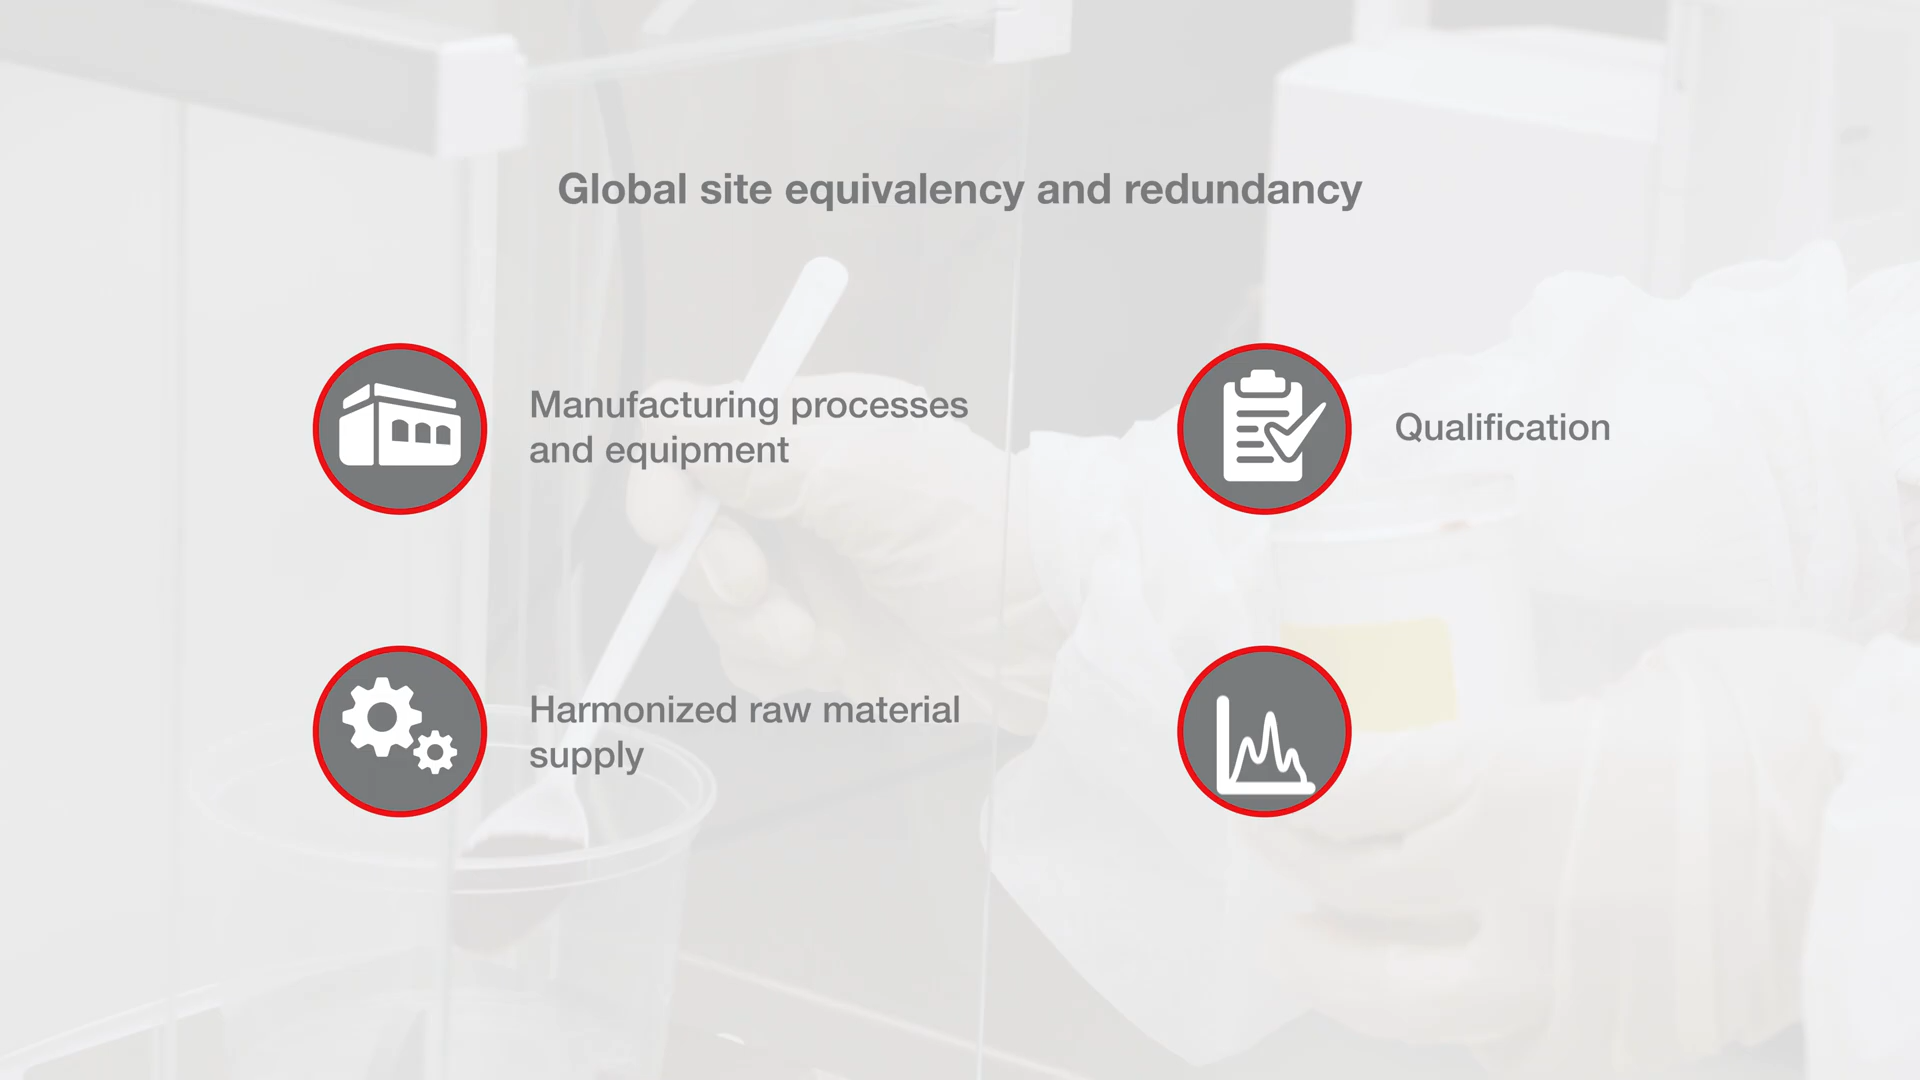 Global site equivalency and redundancy
Manufacturing processes
and equipment
Qualification
Harmonized raw material
supply